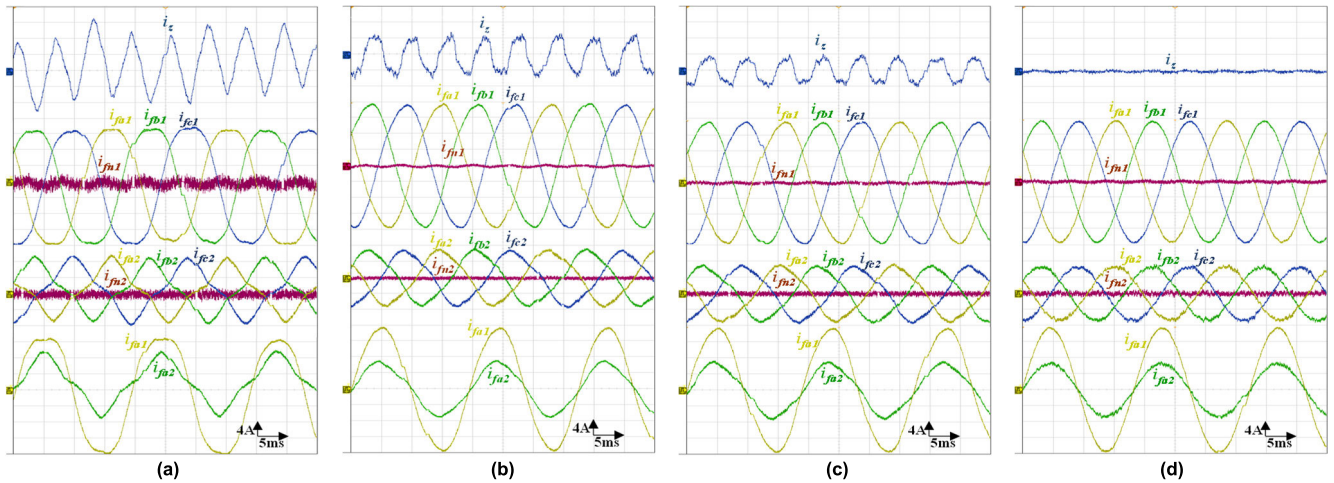 i_z
i_fa1 i_fb1 i_fc1
i_fn1
i_fa2 i_fb2 i_fc2
i_fn2
i_fa1
i_fa2
4A
5ms
(a)
i_z
i_fa1 i_fb1 i_fc1
i_fn1
i_fa2 i_fb2 i_fc2
i_fn2
i_fa1
i_fa2
4A
5ms
(b)
i_z
i_fa1 i_fb1 i_fc1
i_fn1
i_fa2 i_fb2 i_fc2
i_fn2
i_fa1
i_fa2
4A
5ms
(c)
i_z
i_fa1 i_fb1 i_fc1
i_fn1
i_fa2 i_fb2 i_fc2
i_fn2
i_fa1
i_fa2
4A
5ms
(d)